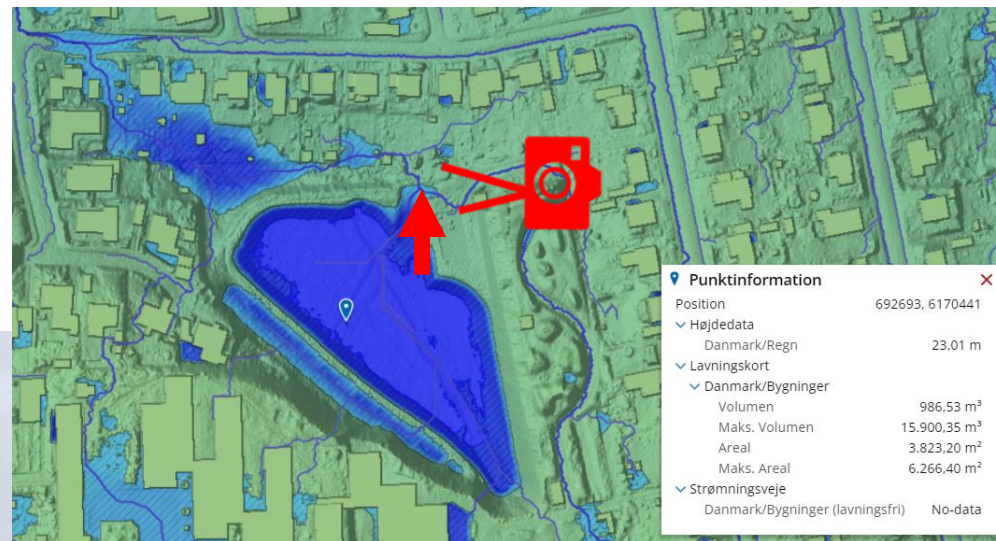 Punktinformation
Position 692693, 6170441
Højdedata
Danmark/Regn 23,01 m
Lavningskort
Danmark/Bygninger
Volumen 986,53 m³
Maks. Volumen 15.900,35 m³
Areal 3.823,20 m²
Maks. Areal 6.266,40 m²
Strømningsveje
Danmark/Bygninger (lavningsfri) No-data